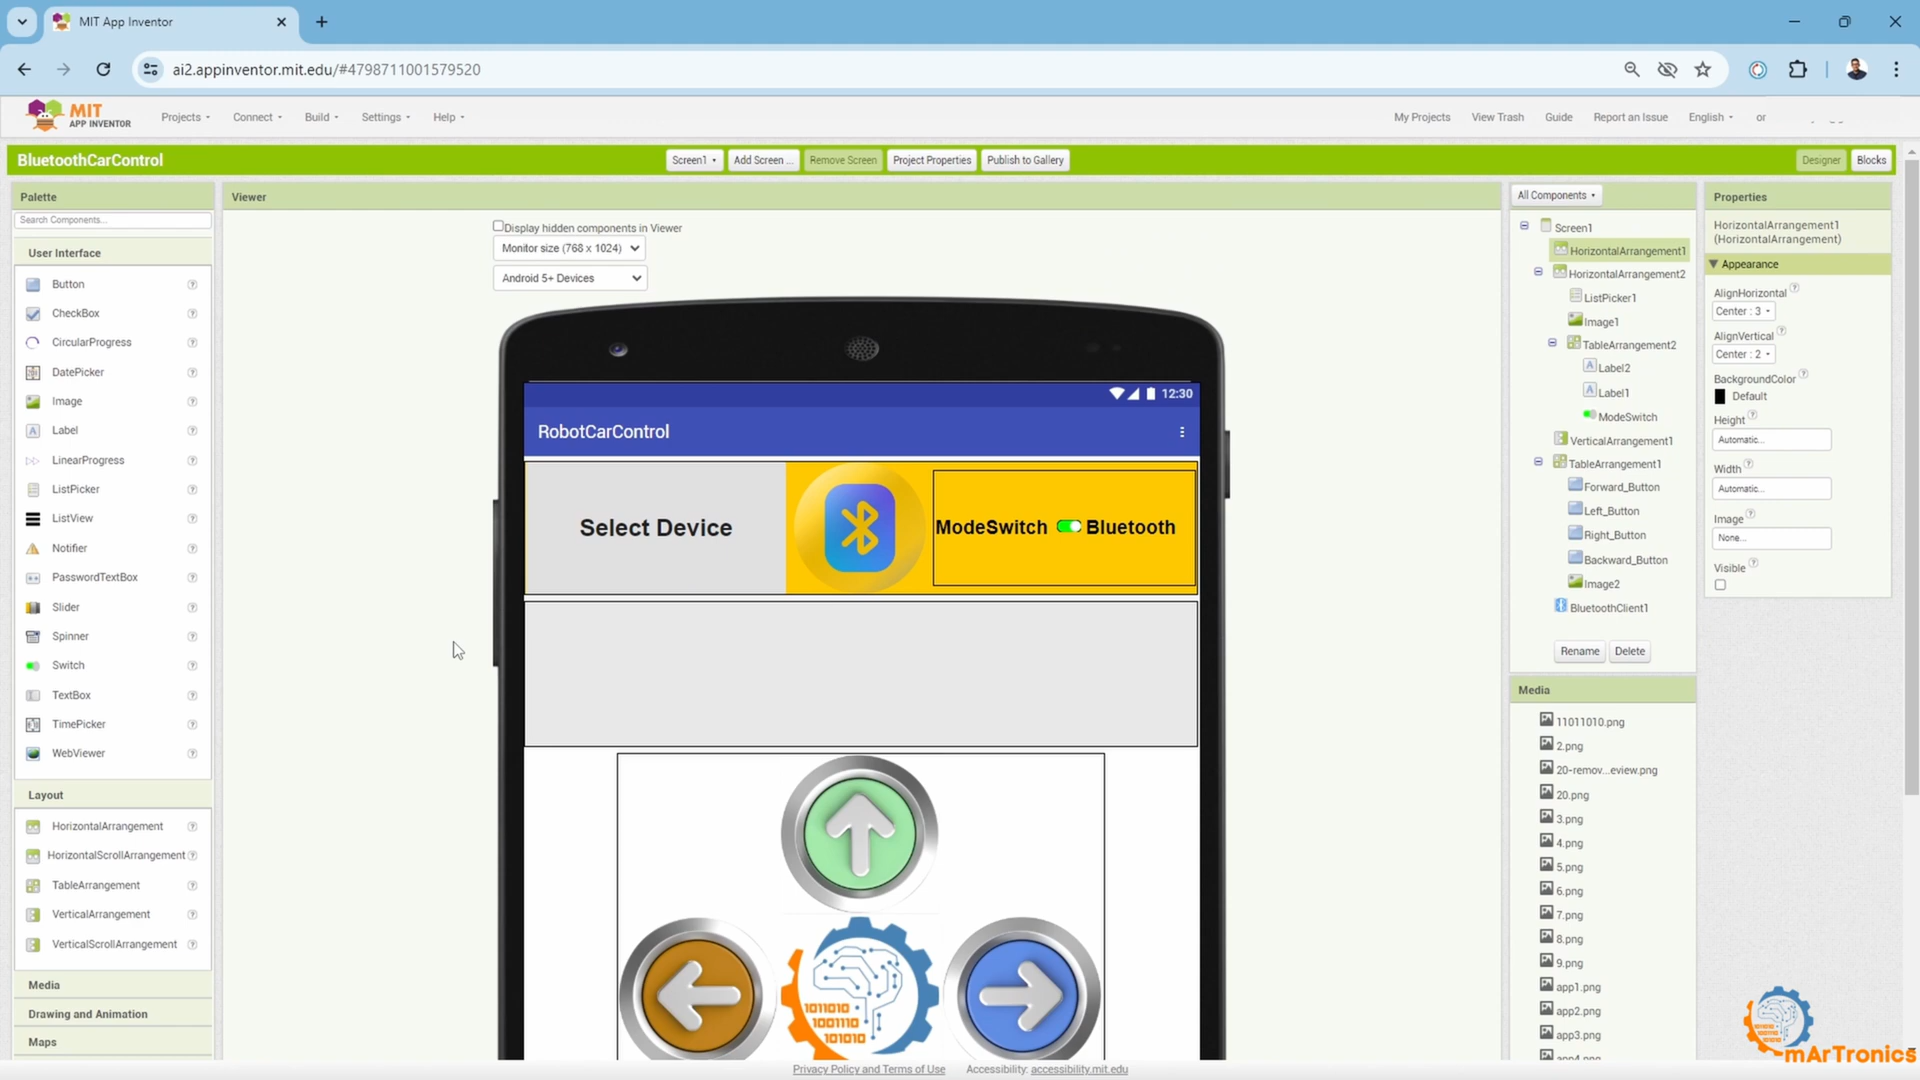 MIT App Inventor
ai2.appinventor.mit.edu/#4798711001579520
MIT
APP INVENTOR
Projects
Connect
Build
Settings
Help
My Projects
View Trash
Guide
Report an Issue
English
or
BluetoothCarControl
Screen1
Add Screen ...
Remove Screen
Project Properties
Publish to Gallery
Designer
Blocks
Palette
Search Components...
User Interface
Button
CheckBox
CircularProgress
DatePicker
Image
Label
LinearProgress
ListPicker
ListView
Notifier
PasswordTextBox
Slider
Spinner
Switch
TextBox
TimePicker
WebViewer
Layout
HorizontalArrangement
HorizontalScrollArrangement
TableArrangement
VerticalArrangement
VerticalScrollArrangement
Media
Drawing and Animation
Maps
Viewer
Display hidden components in Viewer
Monitor size (768 x 1024)
Android 5+ Devices
12:30
RobotCarControl
Select Device
ModeSwitch
Bluetooth
1011010
1001110
101010
All Components
Screen1
HorizontalArrangement1
HorizontalArrangement2
ListPicker1
Image1
TableArrangement2
Label2
Label1
ModeSwitch
VerticalArrangement1
TableArrangement1
Forward_Button
Left_Button
Right_Button
Backward_Button
Image2
BluetoothClient1
Rename
Delete
Media
11011010.png
2.png
20-remov...eview.png
20.png
3.png
4.png
5.png
6.png
7.png
8.png
9.png
app1.png
app2.png
app3.png
Properties
HorizontalArrangement1
(HorizontalArrangement)
Appearance
AlignHorizontal
Center : 3
AlignVertical
Center : 2
BackgroundColor
Default
Height
Automatic...
Width
Automatic...
Image
None...
Visible
mArTronics
Privacy Policy and Terms of Use
Accessibility: accessibility.mit.edu